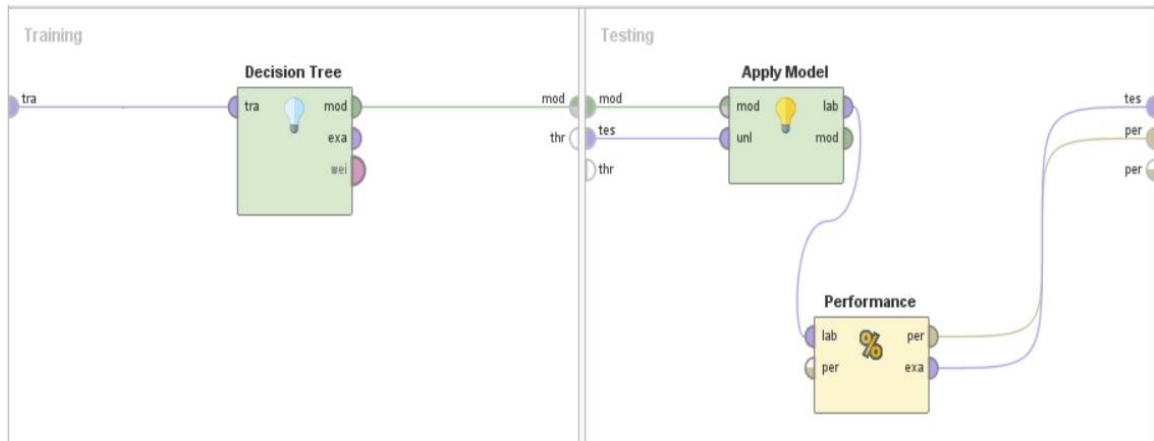 Training
Decision Tree
tra
tra
mod
exa
wei
mod
thr
Testing
Apply Model
mod
tes
thr
mod
unl
lab
mod
Performance
lab
per
per
exa
tes
per
per
%